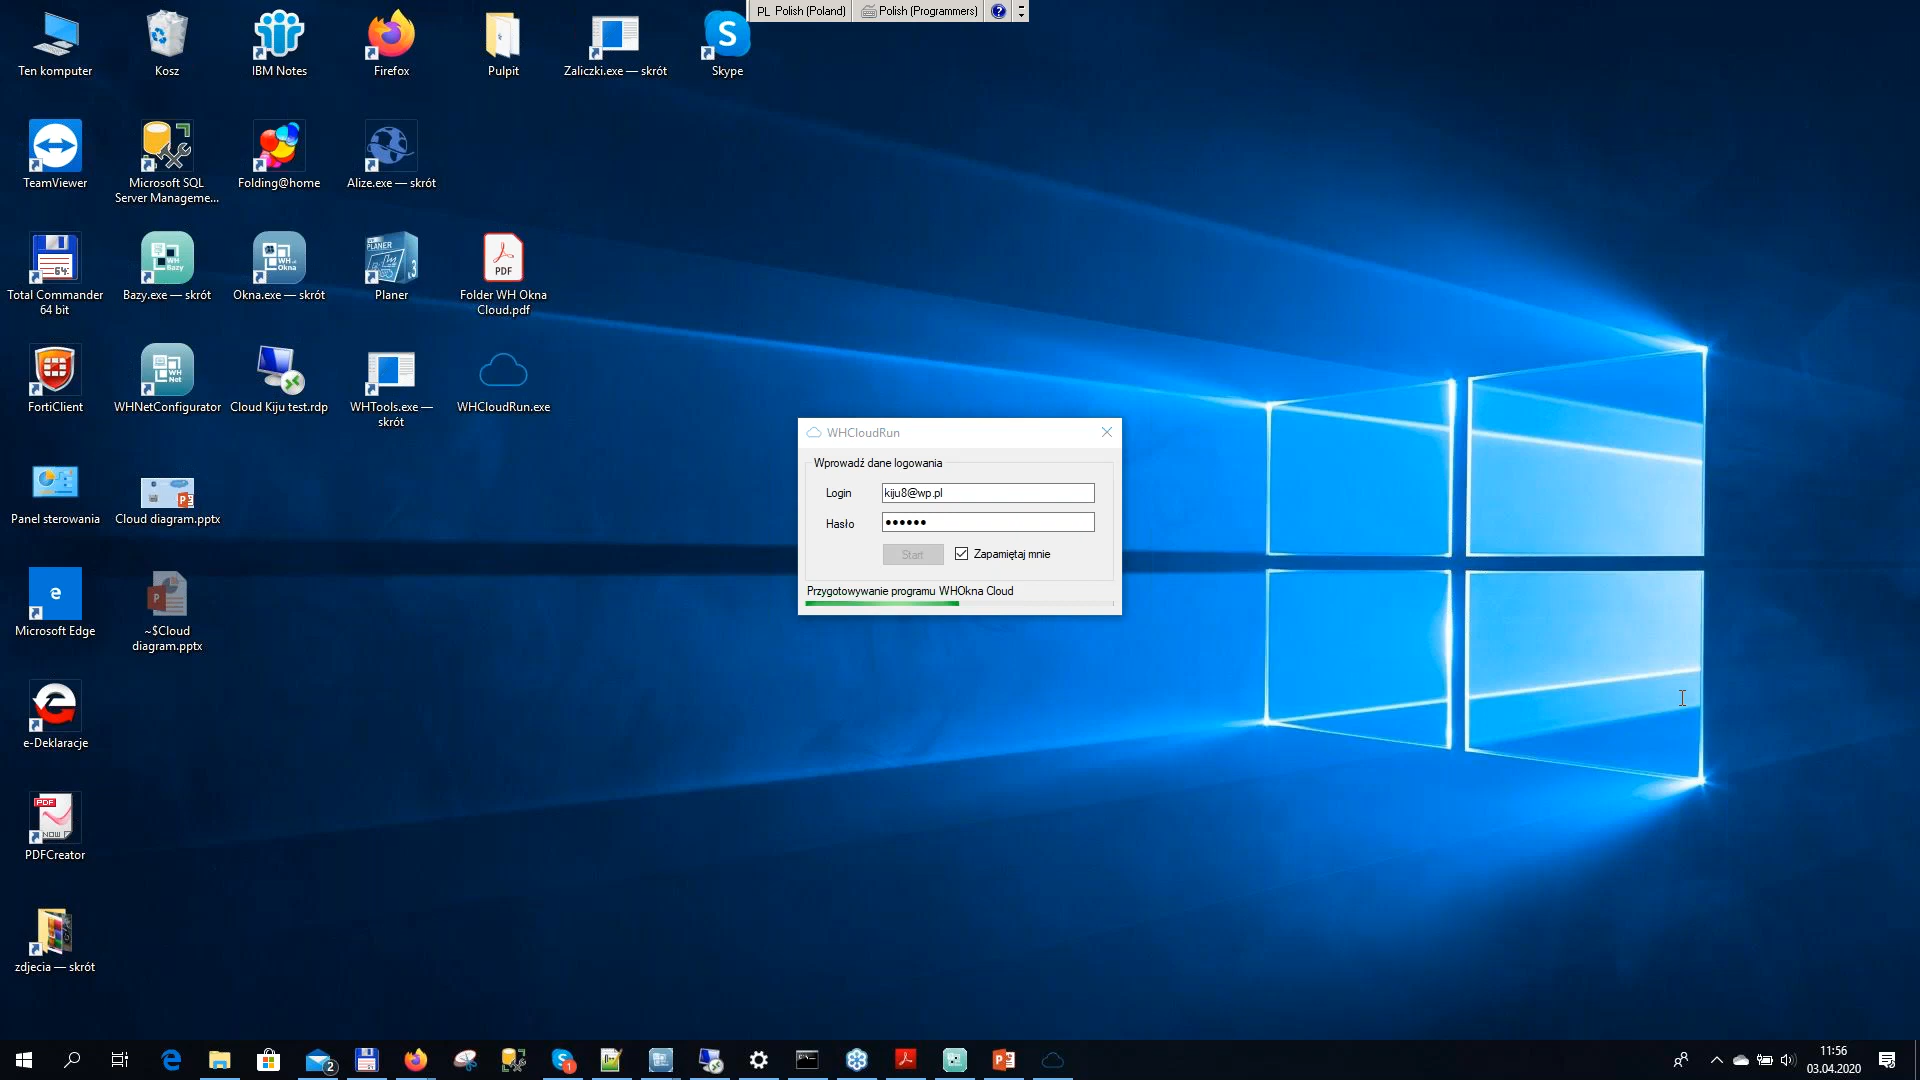 PL Polish (Poland) Polish (Programmers)
Ten komputer
Kosz
IBM Notes
Firefox
Pulpit
Zaliczki.exe — skrót
Skype
TeamViewer
Microsoft SQL
Server Manageme...
Folding@home
Alize.exe — skrót
Total Commander
64 bit
Bazy.exe — skrót
Okna.exe — skrót
Planer
Folder WH Okna
Cloud.pdf
FortiClient
WHNetConfigurator
Cloud Kiju test.rdp
WHTools.exe —
skrót
WHCloudRun.exe
WHCloudRun
Wprowadź dane logowania
Login kiju8@wp.pl
Hasło ●●●●●●
Start Zapamiętaj mnie
Przygotowywanie programu WHOkna Cloud
Panel sterowania
Cloud diagram.pptx
Microsoft Edge
~$Cloud
diagram.pptx
e-Deklaracje
PDFCreator
zdjecia — skrót
11:56
03.04.2020